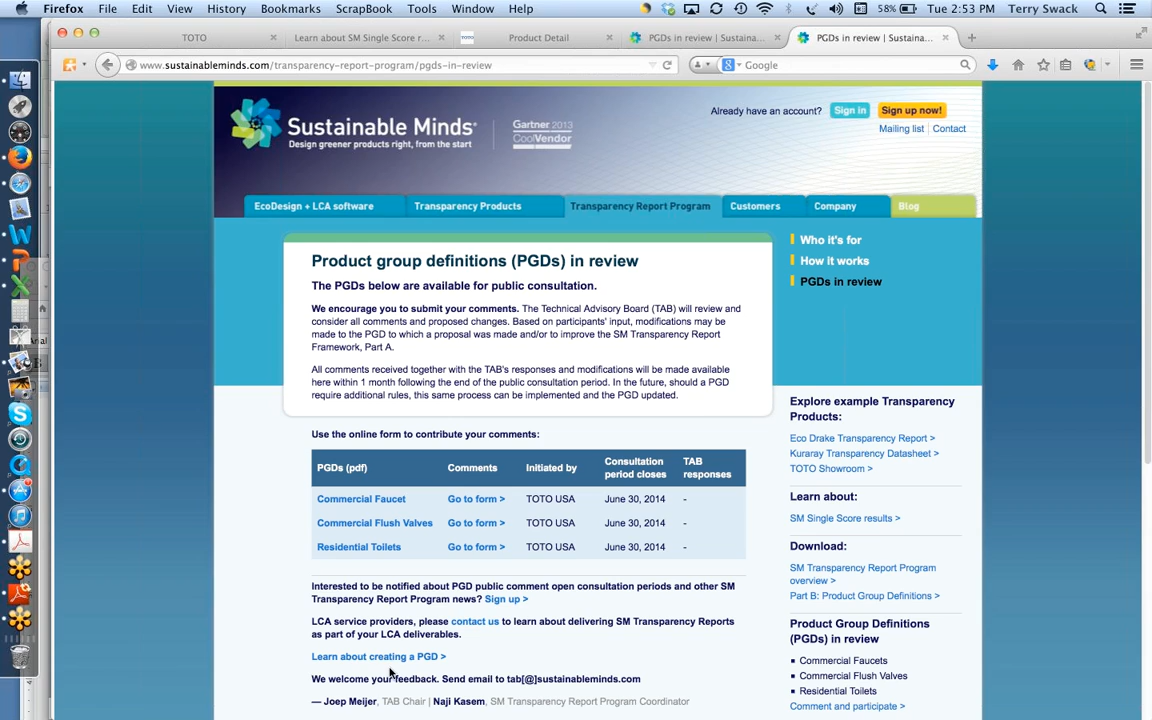 Firefox File Edit View History Bookmarks ScrapBook Tools Window Help 58% Tue 2:53 PM Terry Swack
TOTO
Learn about SM Single Score r...
Product Detail
PGDs in review | Sustaina...
PGDs in review | Sustaina...
www.sustainableminds.com/transparency-report-program/pgds-in-review
Google
Sustainable Minds
Design greener products right, from the start
Gartner 2013
Cool Vendor
Already have an account? Sign in Sign up now!
Mailing list Contact
EcoDesign + LCA software Transparency Products Transparency Report Program Customers Company Blog
Product group definitions (PGDs) in review
The PGDs below are available for public consultation.
We encourage you to submit your comments. The Technical Advisory Board (TAB) will review and
consider all comments and proposed changes. Based on participants' input, modifications may be
made to the PGD to which a proposal was made and/or to improve the SM Transparency Report
Framework, Part A.
All comments received together with the TAB's responses and modifications will be made available
here within 1 month following the end of the public consultation period. In the future, should a PGD
require additional rules, this same process can be implemented and the PGD updated.
Who it's for
How it works
PGDs in review
Use the online form to contribute your comments:
PGDs (pdf) Comments Initiated by Consultation period closes TAB responses
Commercial Faucet Go to form > TOTO USA June 30, 2014 -
Commercial Flush Valves Go to form > TOTO USA June 30, 2014 -
Residential Toilets Go to form > TOTO USA June 30, 2014 -
Interested to be notified about PGD public comment open consultation periods and other SM
Transparency Report Program news? Sign up >
LCA service providers, please contact us to learn about delivering SM Transparency Reports
as part of your LCA deliverables.
Learn about creating a PGD >
We welcome your feedback. Send email to tab[@]sustainableminds.com
— Joep Meijer, TAB Chair | Naji Kasem, SM Transparency Report Program Coordinator
Explore example Transparency
Products:
Eco Drake Transparency Report >
Kuraray Transparency Datasheet >
TOTO Showroom >
Learn about:
SM Single Score results >
Download:
SM Transparency Report Program
overview >
Part B: Product Group Definitions >
Product Group Definitions
(PGDs) in review
Commercial Faucets
Commercial Flush Valves
Residential Toilets
Comment and participate >